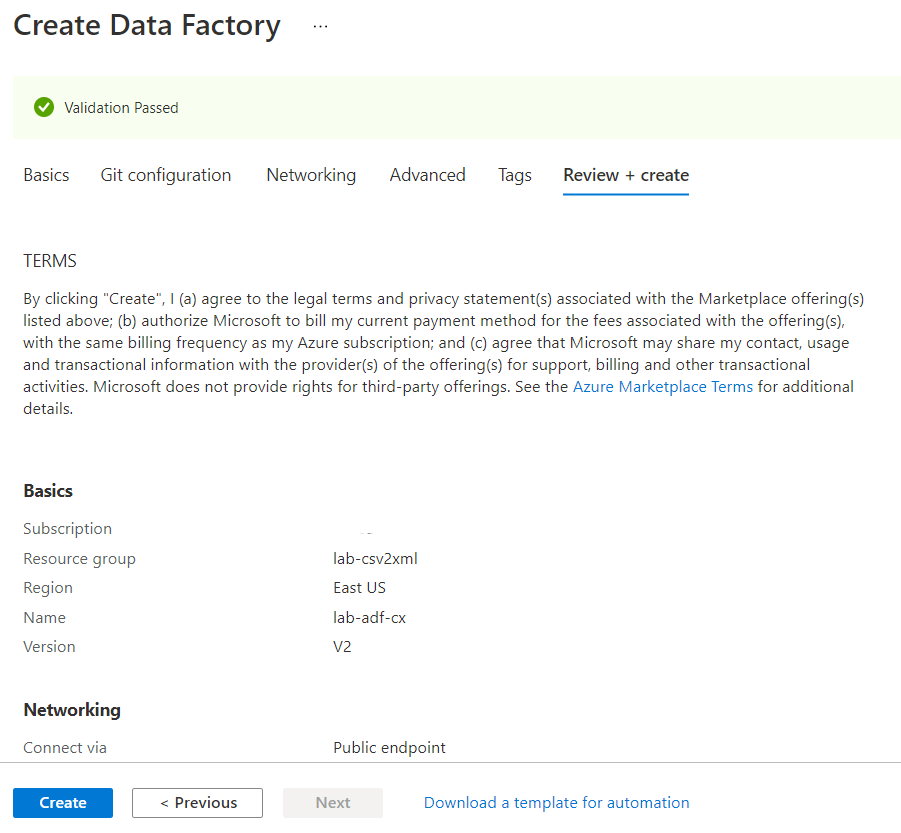 Create Data Factory ...
Validation Passed
Basics Git configuration Networking Advanced Tags Review + create
TERMS
By clicking "Create", I (a) agree to the legal terms and privacy statement(s) associated with the Marketplace offering(s)
listed above; (b) authorize Microsoft to bill my current payment method for the fees associated with the offering(s),
with the same billing frequency as my Azure subscription; and (c) agree that Microsoft may share my contact, usage
and transactional information with the provider(s) of the offering(s) for support, billing and other transactional
activities. Microsoft does not provide rights for third-party offerings. See the Azure Marketplace Terms for additional
details.
Basics
Subscription
Resource group lab-csv2xml
Region East US
Name lab-adf-cx
Version V2
Networking
Connect via Public endpoint
Create < Previous Next Download a template for automation